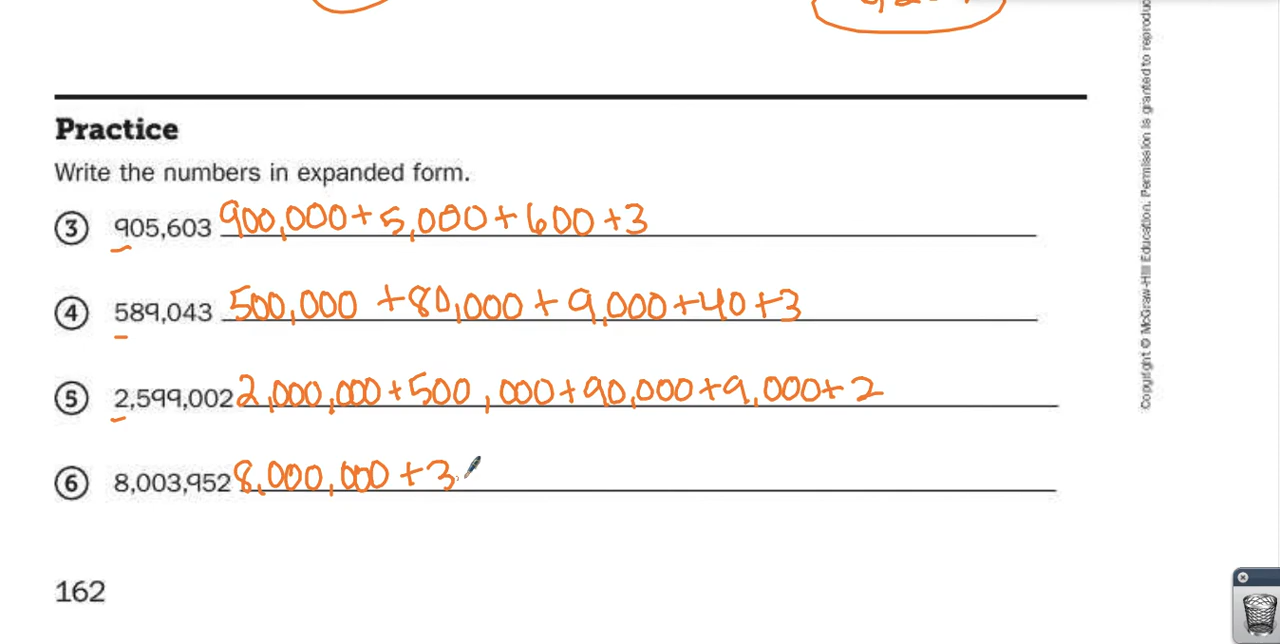 Practice
Write the numbers in expanded form.
3 905,603 900,000+5,000+600+3
4 589,043 500,000+80,000+9,000+40+3
5 2,599,002 2,000,000+500,000+90,000+9,000+2
6 8,003,952 8,000,000+3,
162
Copyright © McGraw-Hill Education. Permission is granted to reproduc